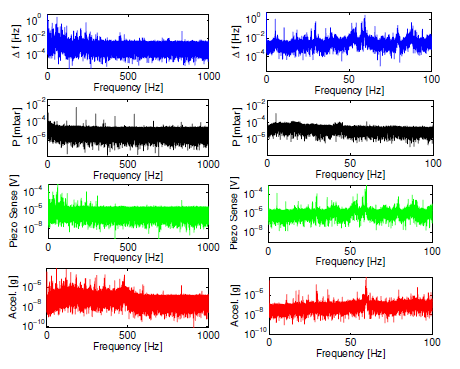 10^0
10^-2
10^-4
Δ f [Hz]
0 500 1000
Frequency [Hz]
10^0
10^-2
10^-4
Δ f [Hz]
0 50 100
Frequency [Hz]
10^-2
10^-4
10^-6
P [mbar]
0 500 1000
Frequency [Hz]
10^-2
10^-4
10^-6
P [mbar]
0 50 100
Frequency [Hz]
10^-4
10^-6
10^-8
Piezo Sense [V]
0 500 1000
Frequency [Hz]
10^-4
10^-6
10^-8
Piezo Sense [V]
0 50 100
Frequency [Hz]
10^-6
10^-8
10^-10
Accel. [g]
0 500 1000
Frequency [Hz]
10^-6
10^-8
10^-10
Accel. [g]
0 50 100
Frequency [Hz]